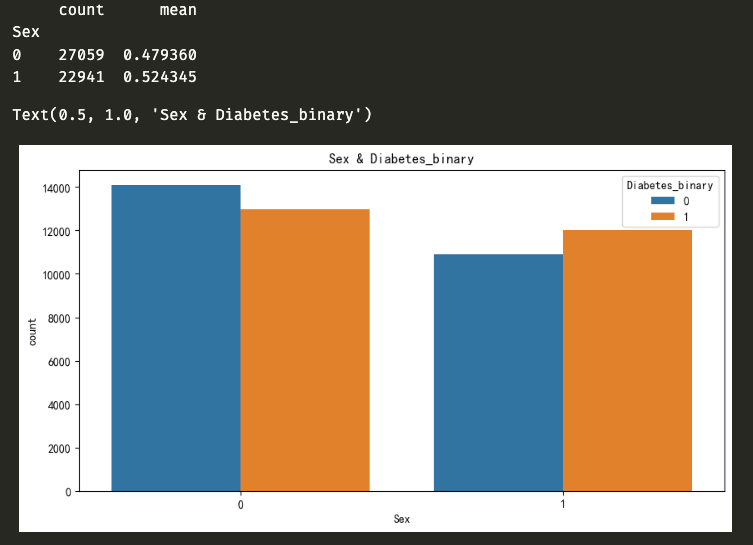 count mean
Sex
0 27059 0.479360
1 22941 0.524345
Text(0.5, 1.0, 'Sex & Diabetes_binary')
Sex & Diabetes_binary
Diabetes_binary
0
1
14000
12000
10000
8000
6000
4000
2000
0
count
0 1
Sex